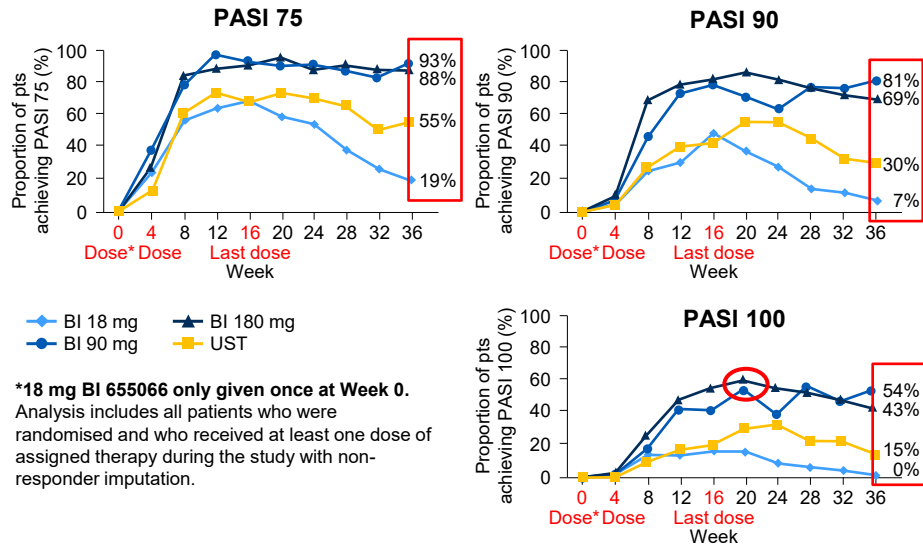 PASI 75
Proportion of pts
achieving PASI 75 (%)
100
80
60
40
20
0
93%
88%
55%
19%
0 4 8 12 16 20 24 28 32 36
Dose* Dose Last dose
Week
PASI 90
Proportion of pts
achieving PASI 90 (%)
100
80
60
40
20
0
81%
69%
30%
7%
0 4 8 12 16 20 24 28 32 36
Dose* Dose Last dose
Week
BI 18 mg BI 180 mg
BI 90 mg UST
*18 mg BI 655066 only given once at Week 0.
Analysis includes all patients who were
randomised and who received at least one dose of
assigned therapy during the study with non-
responder imputation.
PASI 100
Proportion of pts
achieving PASI 100 (%)
100
80
60
40
20
0
54%
43%
15%
0%
0 4 8 12 16 20 24 28 32 36
Dose* Dose Last dose
Week